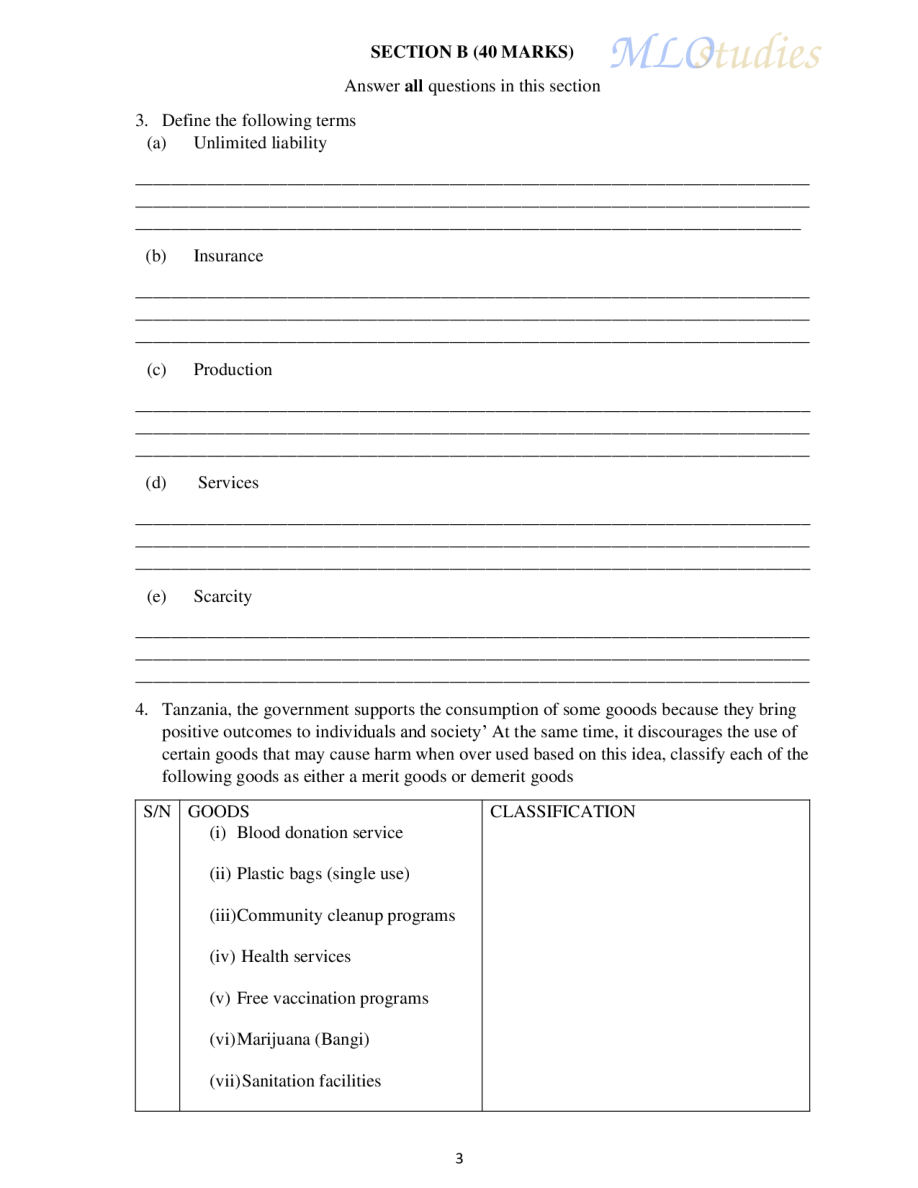 SECTION B (40 MARKS)
MLOstudies
Answer all questions in this section
3. Define the following terms
(a) Unlimited liability
(b) Insurance
(c) Production
(d) Services
(e) Scarcity
4. Tanzania, the government supports the consumption of some gooods because they bring
positive outcomes to individuals and society’ At the same time, it discourages the use of
certain goods that may cause harm when over used based on this idea, classify each of the
following goods as either a merit goods or demerit goods
S/N GOODS CLASSIFICATION
(i) Blood donation service
(ii) Plastic bags (single use)
(iii)Community cleanup programs
(iv) Health services
(v) Free vaccination programs
(vi)Marijuana (Bangi)
(vii)Sanitation facilities
3